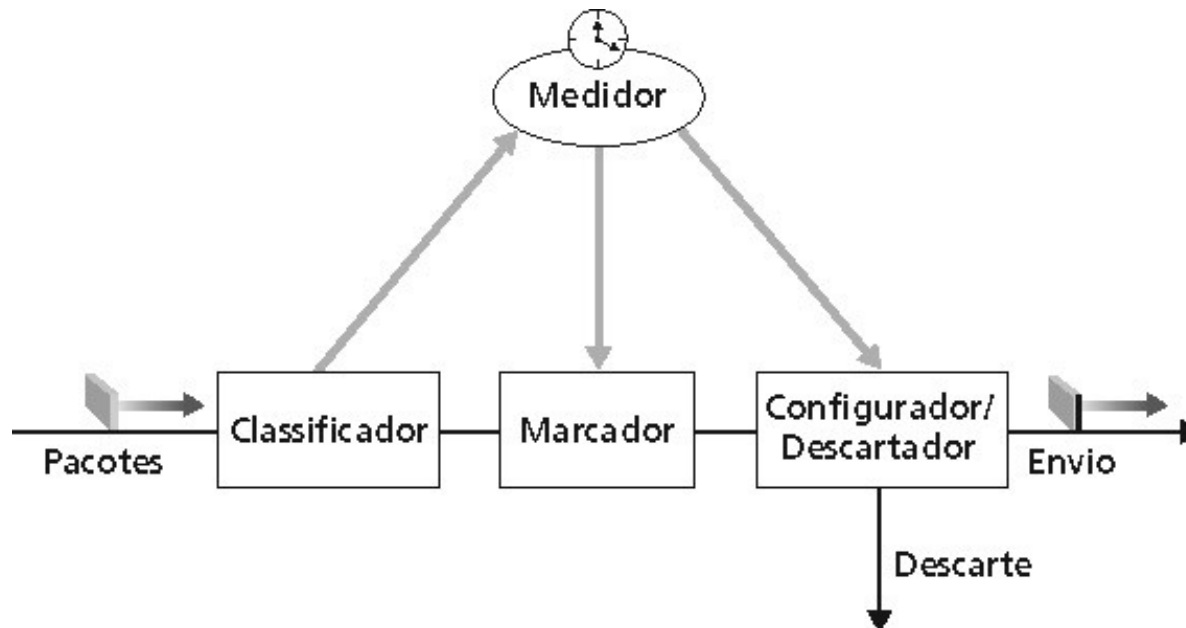 Medidor
Pacotes
Classificador
Marcador
Configurador/
Descartador
Envio
Descarte